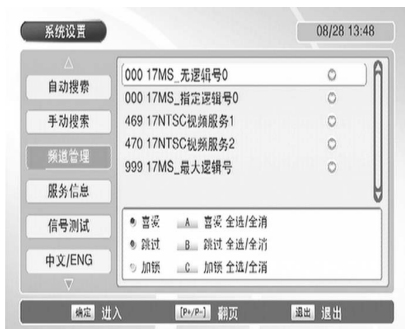 系统设置
08/28 13:48
自动搜索
手动搜索
频道管理
服务信息
信号测试
中文/ENG
000 17MS_无逻辑号0
000 17MS_指定逻辑号0
469 17NTSC视频服务1
470 17NTSC视频服务2
999 17MS_最大逻辑号
喜爱 A 喜爱 全选/全消
跳过 B 跳过 全选/全消
加锁 C 加锁 全选/全消
确定 进入 [P+/P-] 翻页 退出 退出